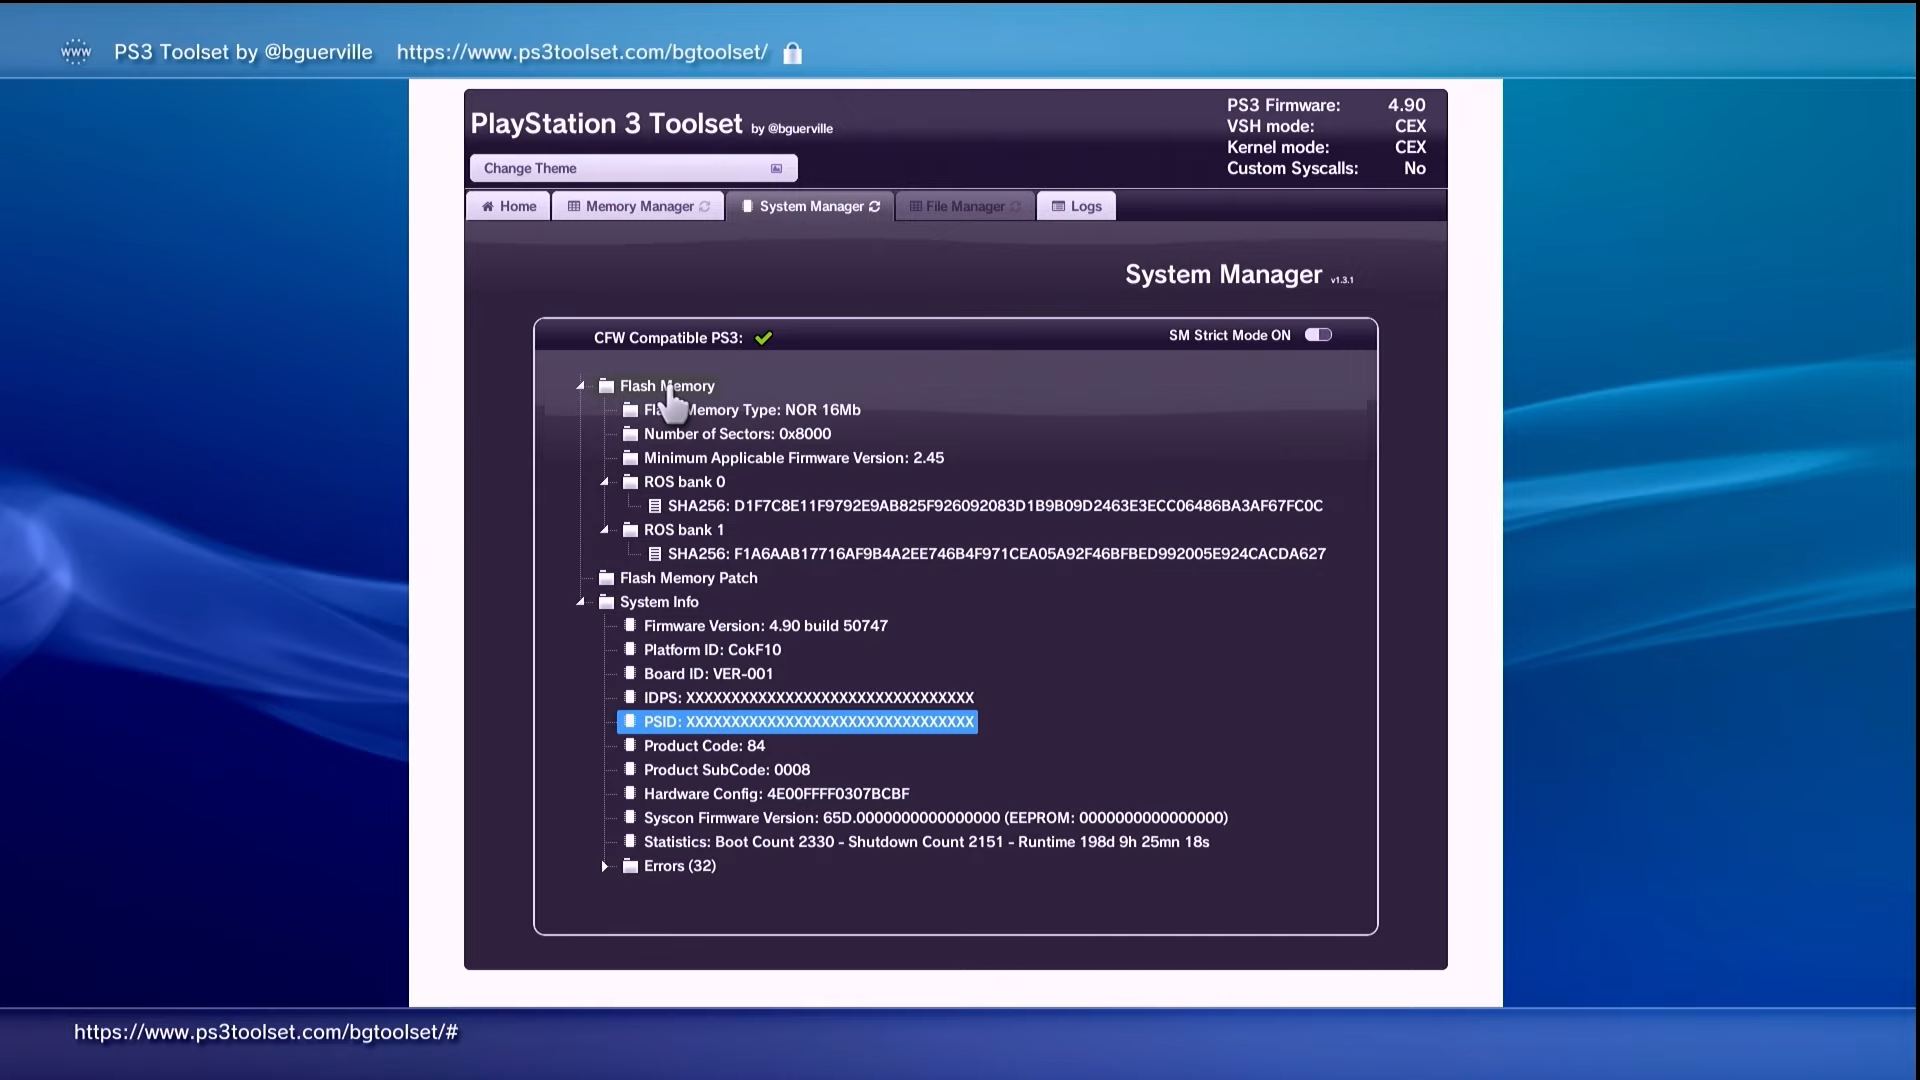 www PS3 Toolset by @bguerville https://www.ps3toolset.com/bgtoolset/
PlayStation 3 Toolset by @bguerville
PS3 Firmware: 4.90
VSH mode: CEX
Kernel mode: CEX
Custom Syscalls: No
Change Theme
Home Memory Manager System Manager File Manager Logs
System Manager v1.3.1
CFW Compatible PS3: SM Strict Mode ON
Flash Memory
Memory Type: NOR 16Mb
Number of Sectors: 0x8000
Minimum Applicable Firmware Version: 2.45
ROS bank 0
SHA256: D1F7C8E11F9792E9AB825F926092083D1B9B09D2463E3ECC06486BA3AF67FC0C
ROS bank 1
SHA256: F1A6AAB17716AF9B4A2EE746B4F971CEA05A92F46BFBED992005E924CACDA627
Flash Memory Patch
System Info
Firmware Version: 4.90 build 50747
Platform ID: CokF10
Board ID: VER-001
IDPS: XXXXXXXXXXXXXXXXXXXXXXXXXXXXXXXX
PSID: XXXXXXXXXXXXXXXXXXXXXXXXXXXXXXXX
Product Code: 84
Product SubCode: 0008
Hardware Config: 4E00FFFF0307BCBF
Syscon Firmware Version: 65D.0000000000000000 (EEPROM: 0000000000000000)
Statistics: Boot Count 2330 - Shutdown Count 2151 - Runtime 198d 9h 25mn 18s
Errors (32)
https://www.ps3toolset.com/bgtoolset/#